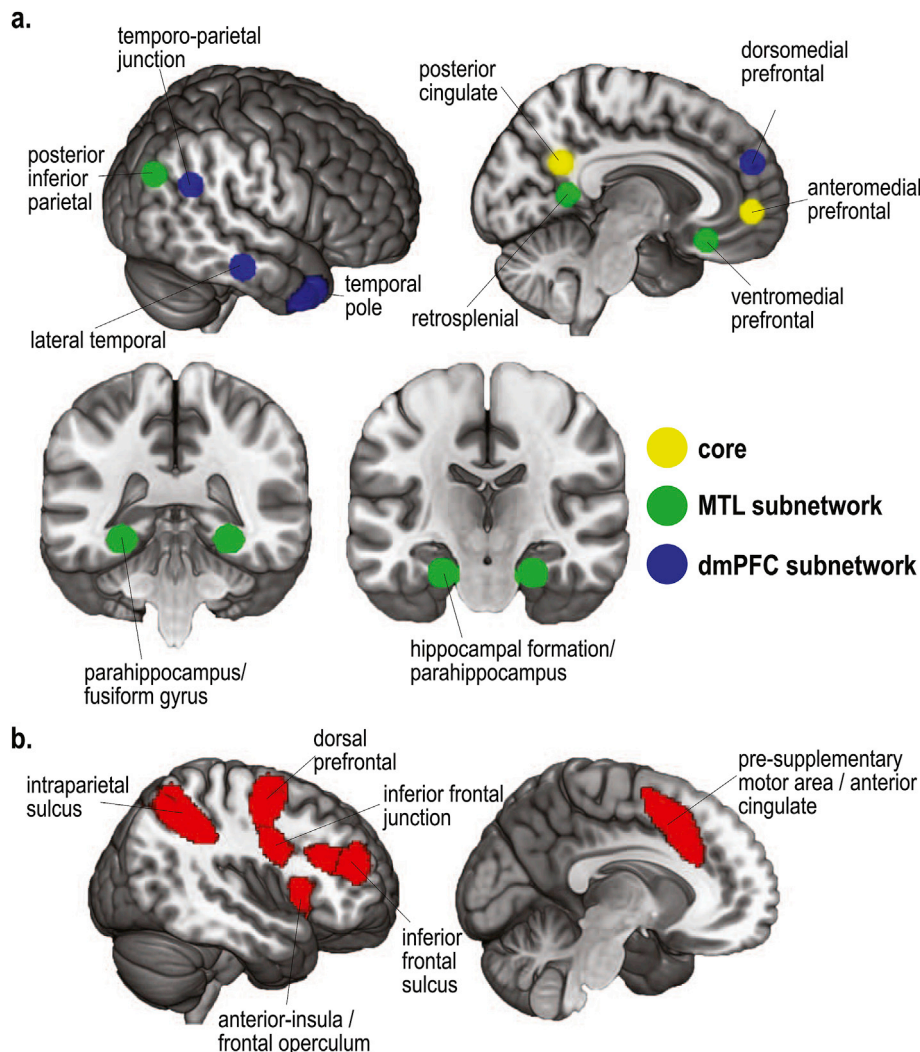 a.
temporo-parietal
junction
posterior
inferior
parietal
lateral temporal
temporal
pole
posterior
cingulate
retrosplenial
dorsomedial
prefrontal
anteromedial
prefrontal
ventromedial
prefrontal
parahippocampus/
fusiform gyrus
hippocampal formation/
parahippocampus
core
MTL subnetwork
dmPFC subnetwork
b.
intraparietal
sulcus
dorsal
prefrontal
inferior frontal
junction
inferior
frontal
sulcus
anterior-insula /
frontal operculum
pre-supplementary
motor area / anterior
cingulate